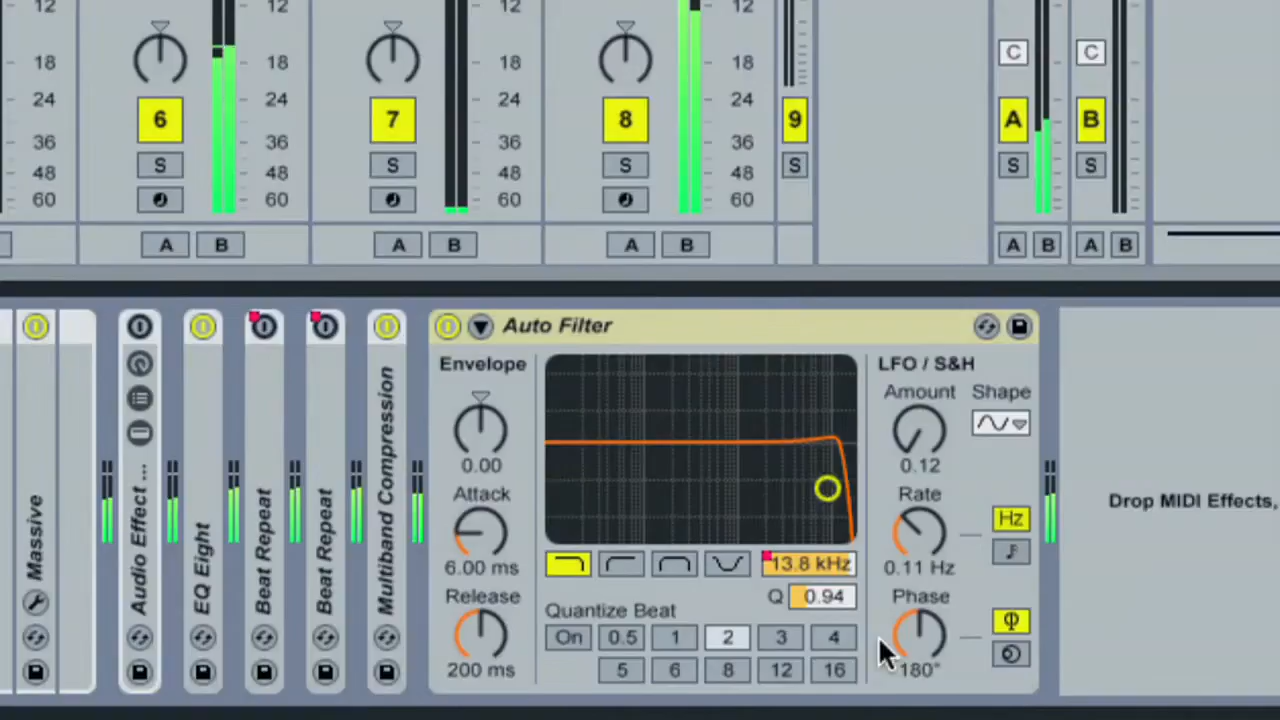 12 12 12 12
18 18 18 18
6 7 8 9 C C
24 24 24 24
A B
36 36 36 36
S S S S S S
48 48 48 48
60 60 60 60
A B A B A B A B A B
Massive
Audio Effect ...
EQ Eight
Beat Repeat
Beat Repeat
Multiband Compression
Auto Filter
Envelope
0.00
Attack
6.00 ms
Release
200 ms
13.8 kHz
Q 0.94
Quantize Beat
On 0.5 1 2 3 4
5 6 8 12 16
LFO / S&H
Amount Shape
0.12
Rate
Hz
0.11 Hz
Phase
180°
Drop MIDI Effects,